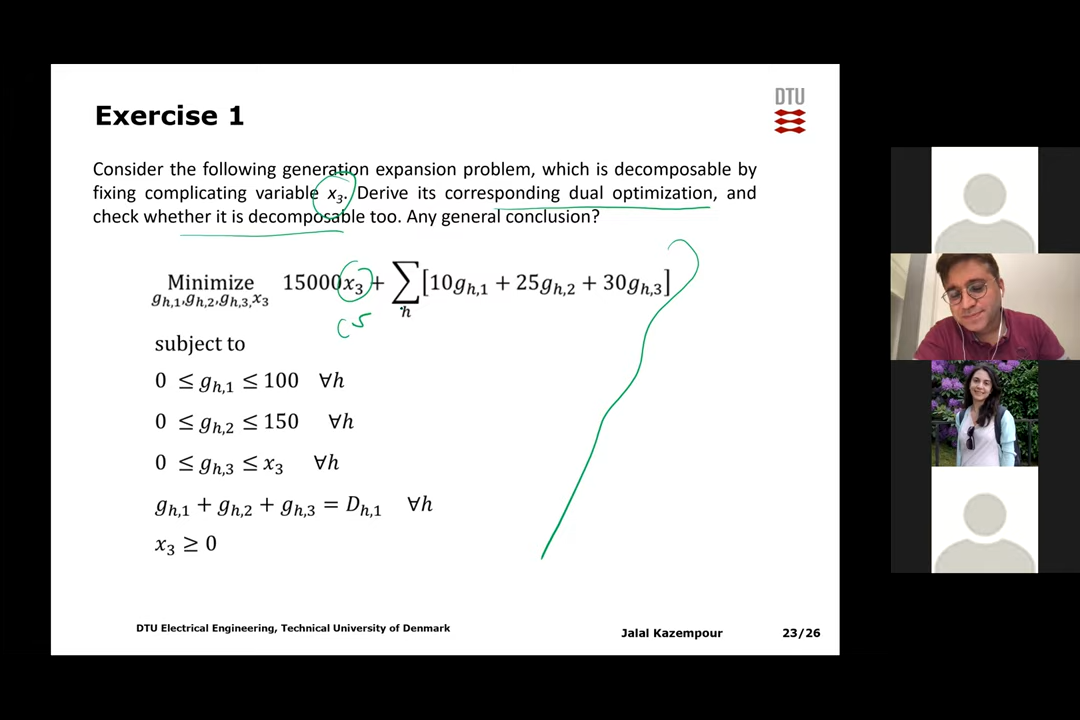 Exercise 1
DTU
Consider the following generation expansion problem, which is decomposable by
fixing complicating variable x₃. Derive its corresponding dual optimization, and
check whether it is decomposable too. Any general conclusion?
Minimize 15000x₃ + ∑ [10gₕ,₁ + 25gₕ,₂ + 30gₕ,₃]
gₕ,₁,gₕ,₂,gₕ,₃,x₃ h
subject to
0 ≤ gₕ,₁ ≤ 100 ∀h
0 ≤ gₕ,₂ ≤ 150 ∀h
0 ≤ gₕ,₃ ≤ x₃ ∀h
gₕ,₁ + gₕ,₂ + gₕ,₃ = Dₕ,₁ ∀h
x₃ ≥ 0
DTU Electrical Engineering, Technical University of Denmark
Jalal Kazempour 23/26